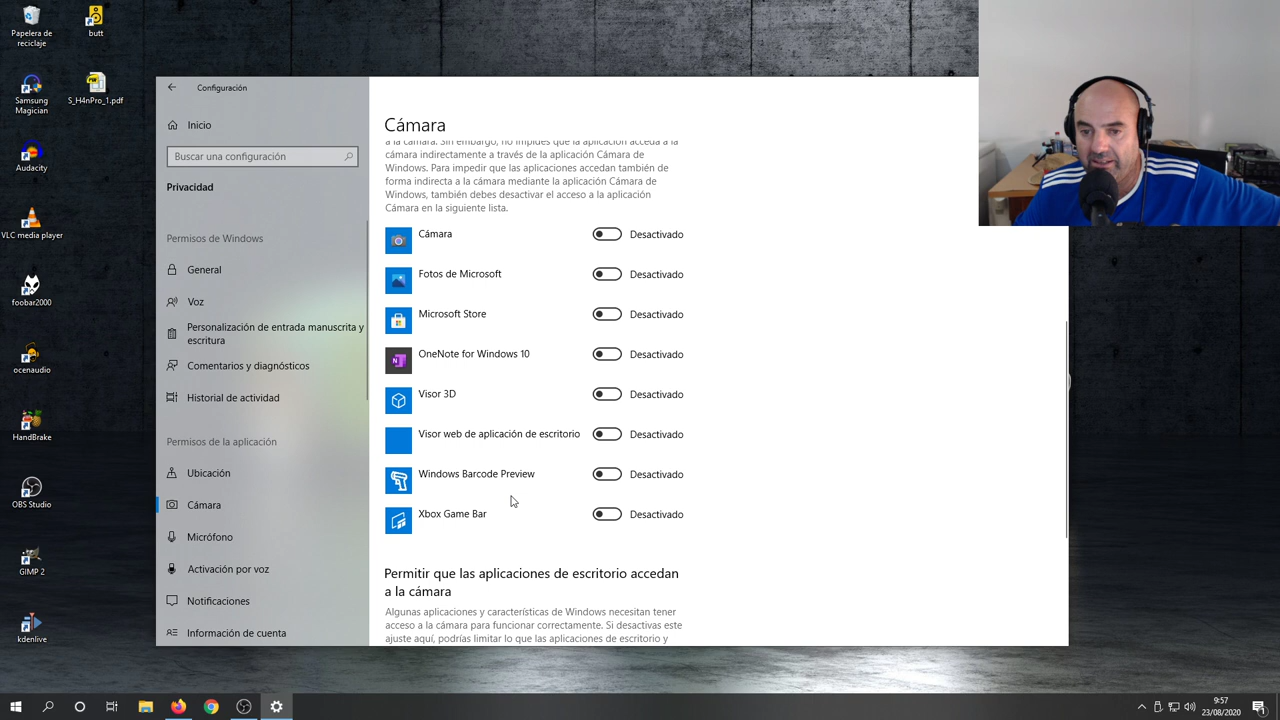 Papelera de
reciclaje
butt
Samsung
Magician
S_H4nPro_1.pdf
Audacity
VLC media player
foobar2000
ocenaudio
HandBrake
OBS Studio
GIMP 2
kdenlive
Configuración
Inicio
Buscar una configuración
Privacidad
Permisos de Windows
General
Voz
Personalización de entrada manuscrita y
escritura
Comentarios y diagnósticos
Historial de actividad
Permisos de la aplicación
Ubicación
Cámara
Micrófono
Activación por voz
Notificaciones
Información de cuenta
Cámara
a la cámara. Sin embargo, no impides que la aplicación acceda a la
cámara indirectamente a través de la aplicación Cámara de
Windows. Para impedir que las aplicaciones accedan también de
forma indirecta a la cámara mediante la aplicación Cámara de
Windows, también debes desactivar el acceso a la aplicación
Cámara en la siguiente lista.
Cámara Desactivado
Fotos de Microsoft Desactivado
Microsoft Store Desactivado
OneNote for Windows 10 Desactivado
Visor 3D Desactivado
Visor web de aplicación de escritorio Desactivado
Windows Barcode Preview Desactivado
Xbox Game Bar Desactivado
Permitir que las aplicaciones de escritorio accedan
a la cámara
Algunas aplicaciones y características de Windows necesitan tener
acceso a la cámara para funcionar correctamente. Si desactivas este
ajuste aquí, podrías limitar lo que las aplicaciones de escritorio y
9:57
23/08/2020
1